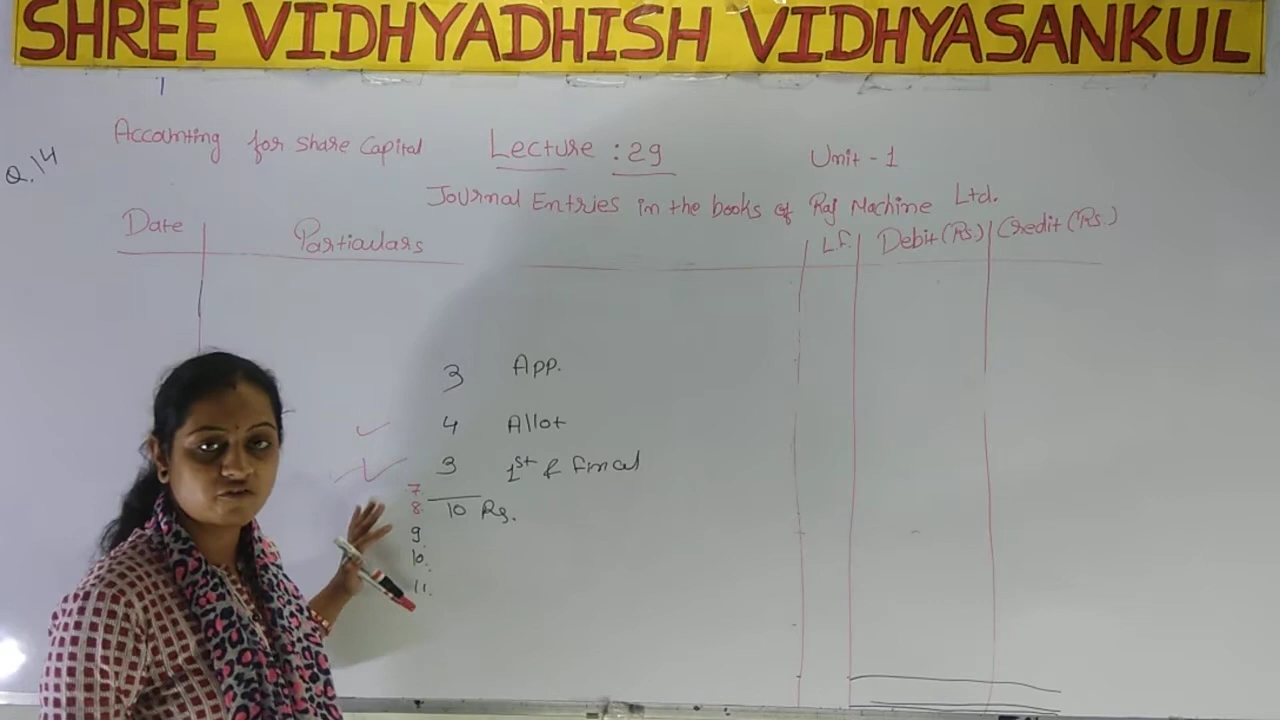 SHREE VIDHYADHISH VIDHYASANKUL
Q.14
Accounting for Share Capital Lecture : 29 Unit - 1
Journal Entries in the books of Raj Machine Ltd.
Date Particulars L.F. Debit (Rs.) Credit (Rs.)
3 App.
4 Allot
3 1st & final
7.
8. 10 Rs.
9.
10.
11.